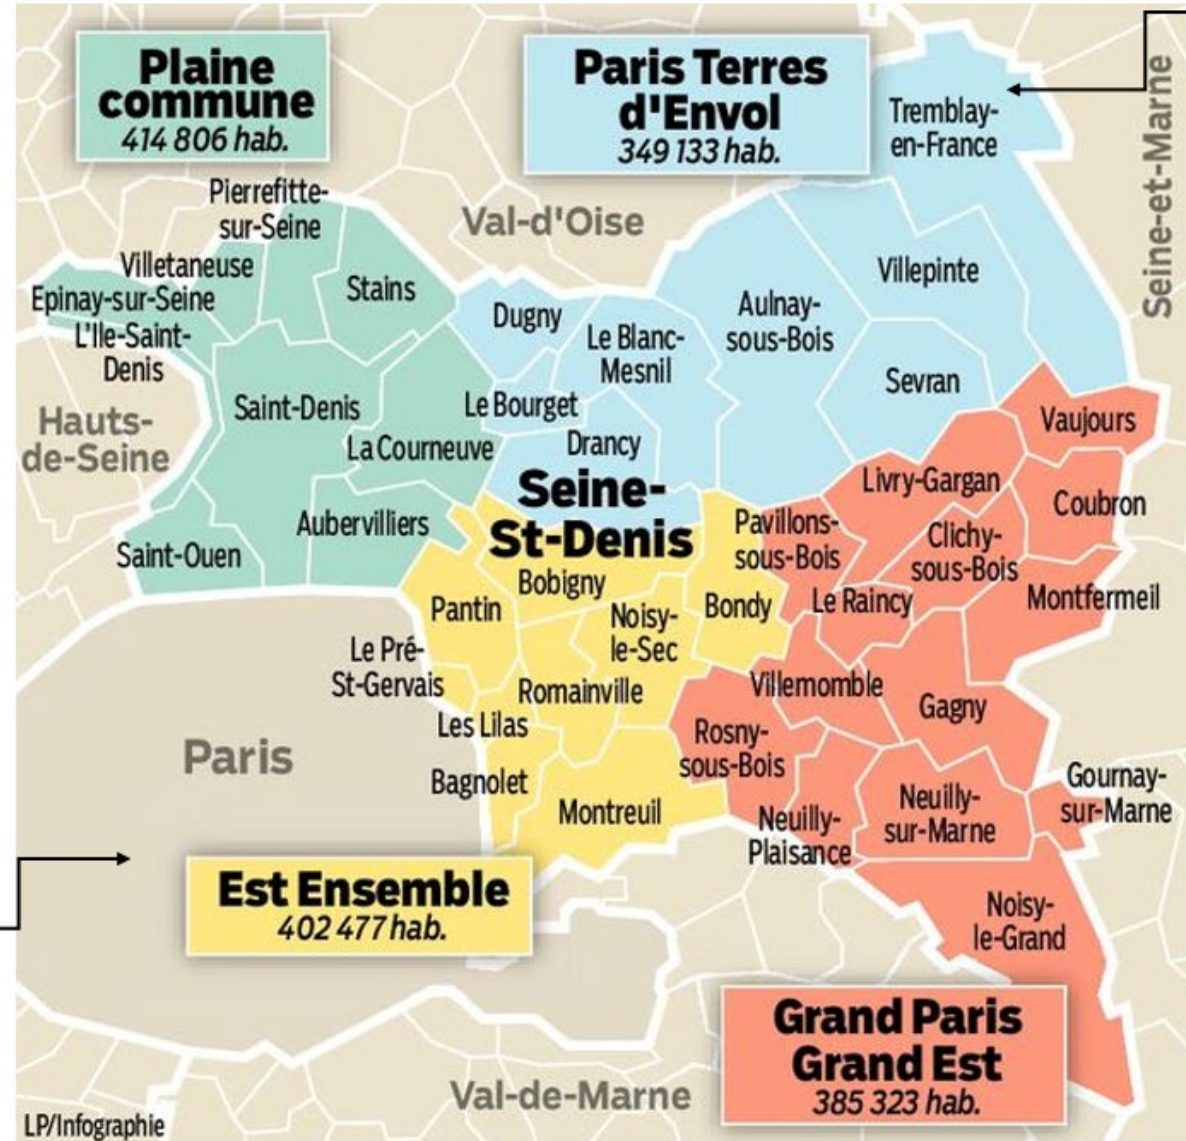 Plaine
commune
414 806 hab.
Paris Terres
d'Envol
349 133 hab.
Tremblay-
en-France
Seine-et-Marne
Pierrefitte-
sur-Seine
Val-d'Oise
Villetaneuse
Epinay-sur-Seine
L'Ile-Saint-
Denis
Stains
Dugny
Le Blanc-
Mesnil
Aulnay-
sous-Bois
Villepinte
Sevran
Hauts-
de-Seine
Saint-Denis
La Courneuve
Le Bourget
Drancy
Vaujours
Livry-Gargan
Coubron
Seine-
St-Denis
Saint-Ouen
Aubervilliers
Pavillons-
sous-Bois
Clichy-
sous-Bois
Bobigny
Pantin
Noisy-
le-Sec
Bondy
Le Raincy
Montfermeil
Le Pré-
St-Gervais
Romainville
Villemomble
Gagny
Les Lilas
Rosny-
sous-Bois
Paris
Bagnolet
Montreuil
Neuilly-
Plaisance
Neuilly-
sur-Marne
Gournay-
sur-Marne
Est Ensemble
402 477 hab.
Noisy-
le-Grand
Grand Paris
Grand Est
385 323 hab.
Val-de-Marne
LP/Infographie